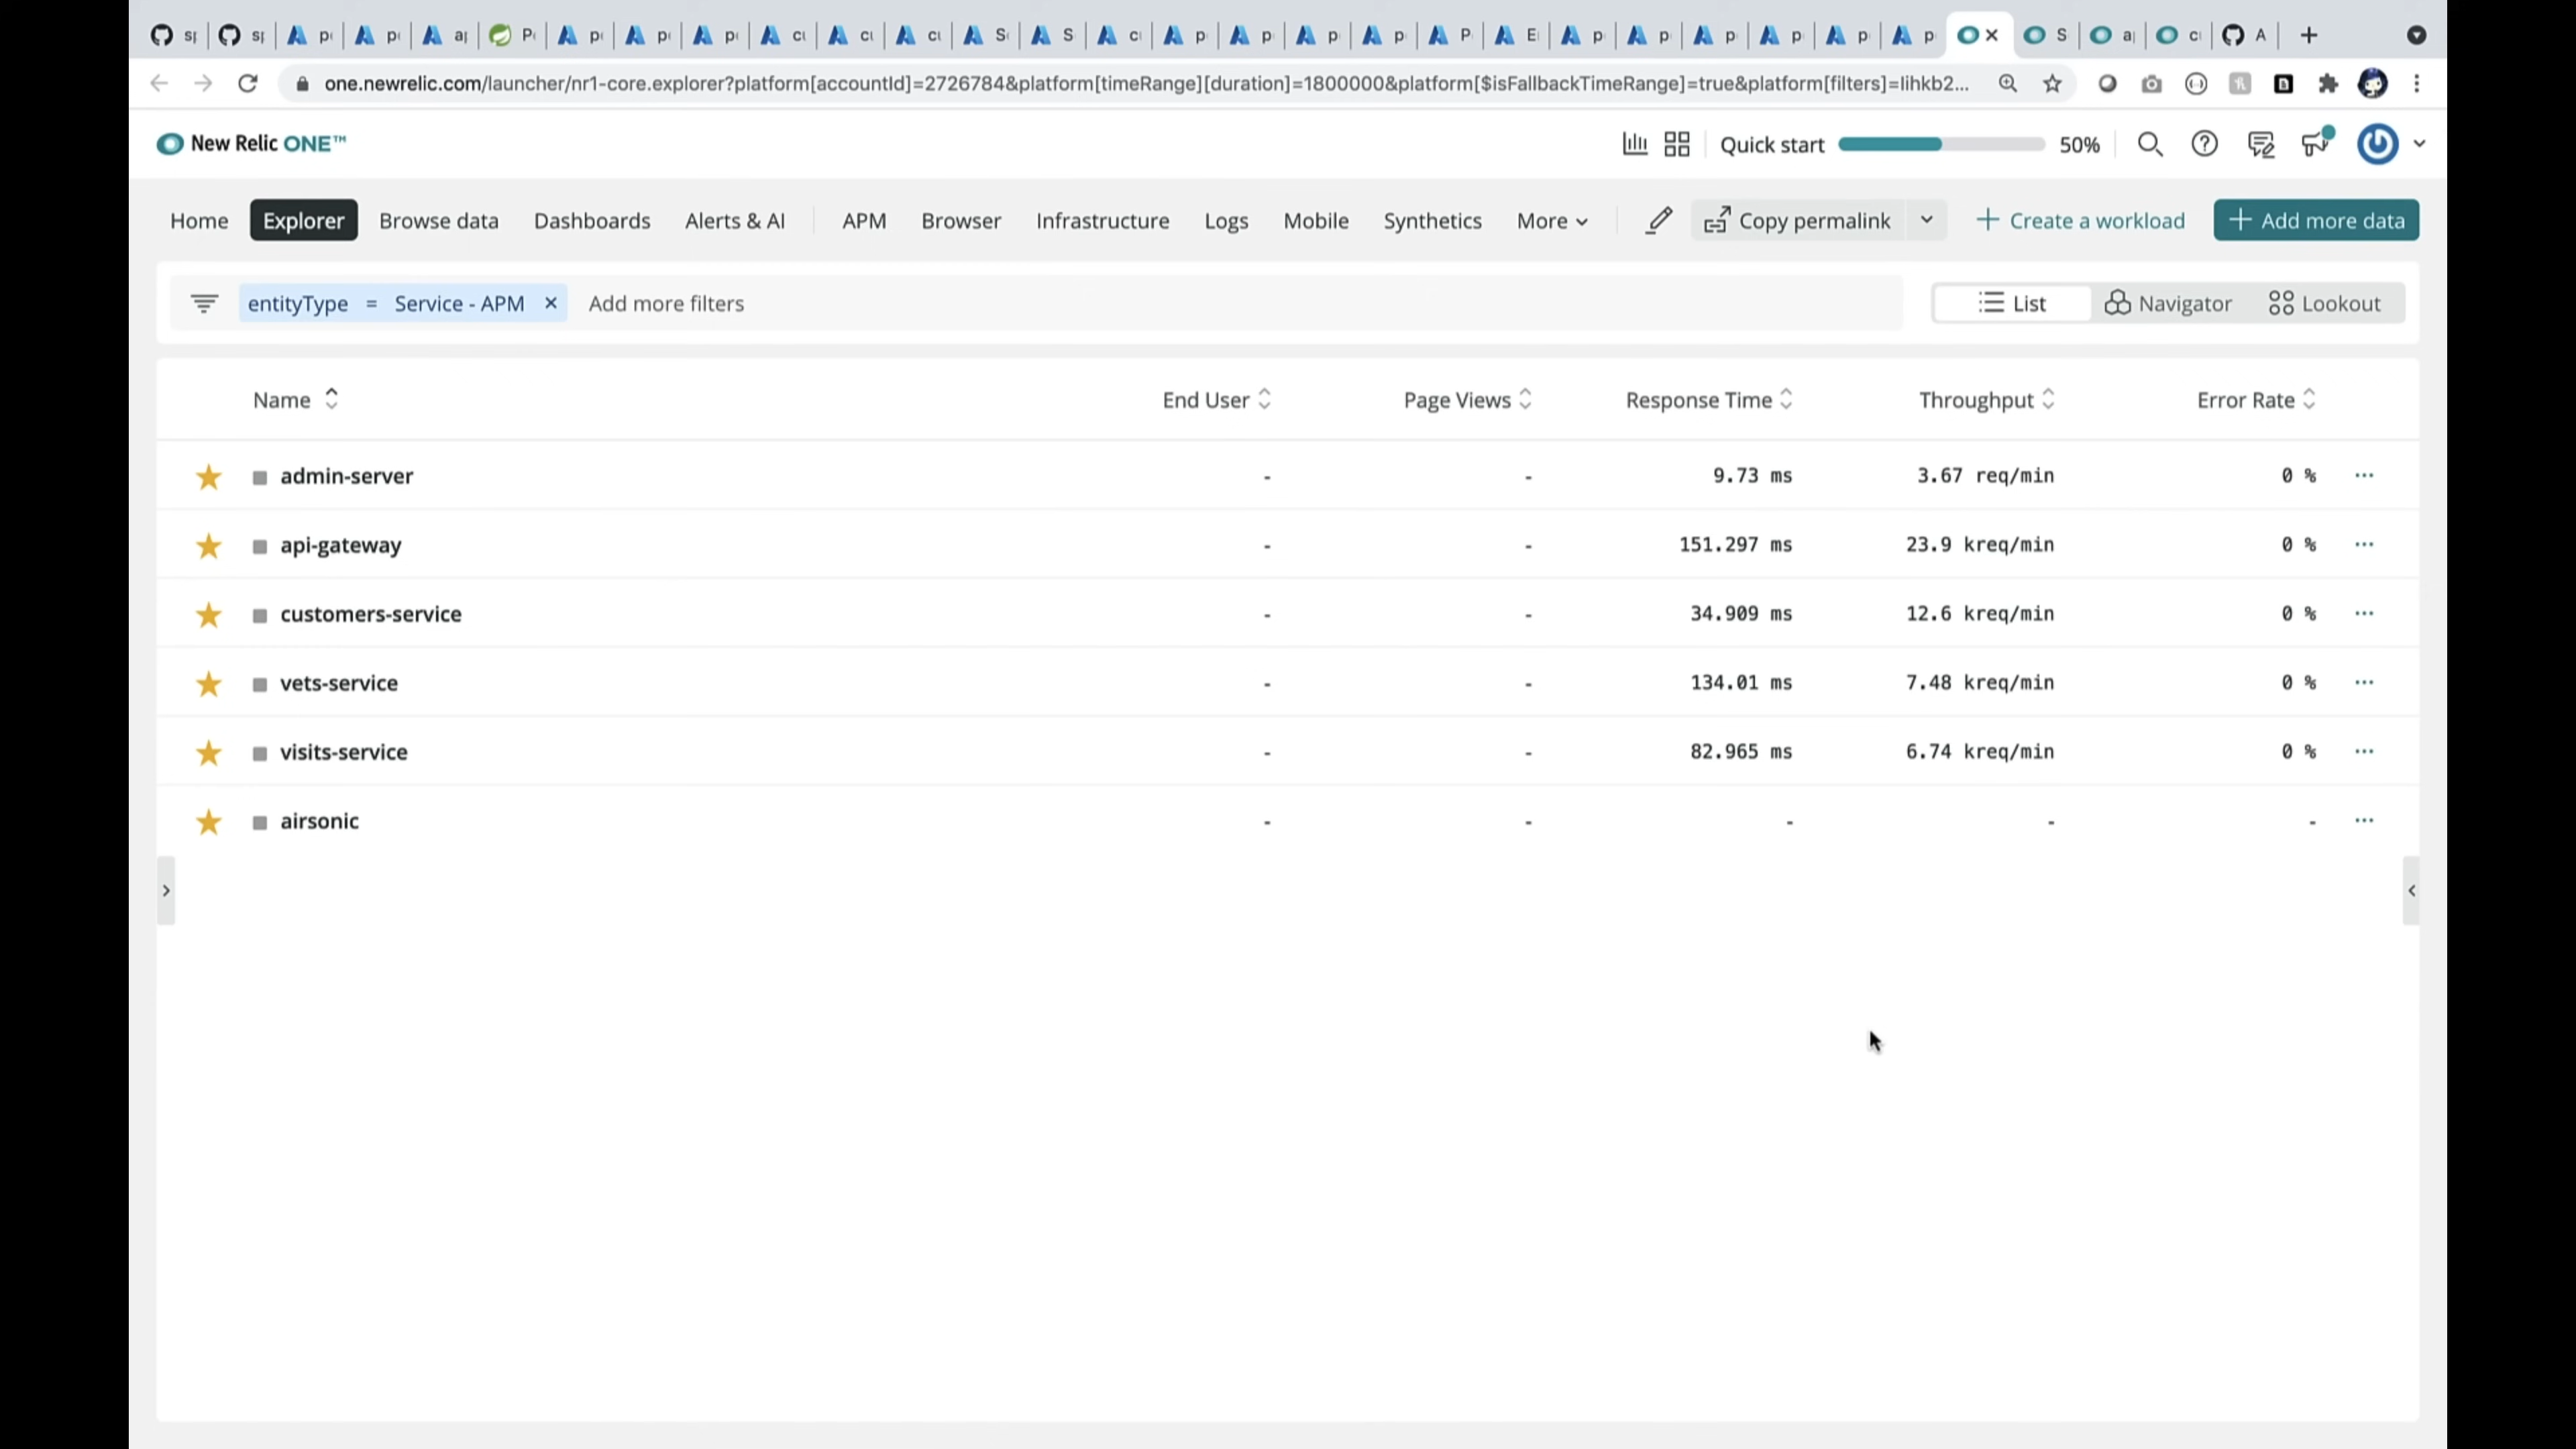 one.newrelic.com/launcher/nr1-core.explorer?platform[accountId]=2726784&platform[timeRange][duration]=1800000&platform[$isFallbackTimeRange]=true&platform[filters]=Iihkb2...
New Relic ONE™ Quick start 50%
Home Explorer Browse data Dashboards Alerts & AI APM Browser Infrastructure Logs Mobile Synthetics More Copy permalink + Create a workload + Add more data
entityType = Service - APM × Add more filters List Navigator Lookout
Name End User Page Views Response Time Throughput Error Rate
admin-server - - 9.73 ms 3.67 req/min 0 % ...
api-gateway - - 151.297 ms 23.9 kreq/min 0 % ...
customers-service - - 34.909 ms 12.6 kreq/min 0 % ...
vets-service - - 134.01 ms 7.48 kreq/min 0 % ...
visits-service - - 82.965 ms 6.74 kreq/min 0 % ...
airsonic - - - - - ...